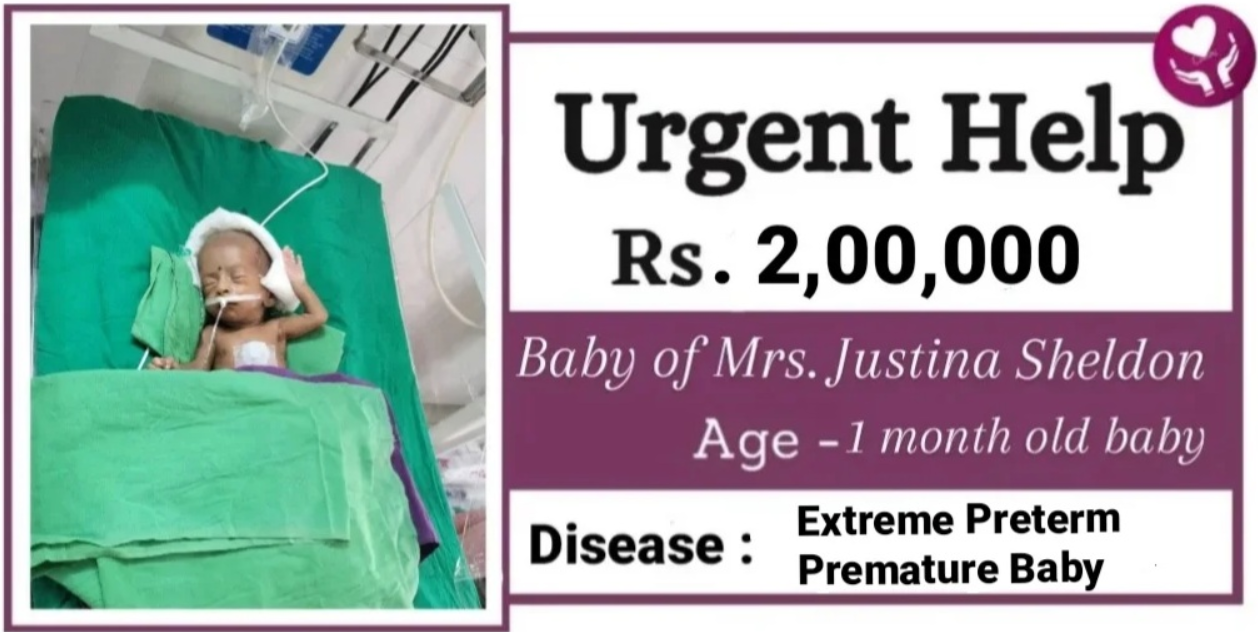 Urgent Help
Rs. 2,00,000
Baby of Mrs. Justina Sheldon
Age - 1 month old baby
Disease :
Extreme Preterm
Premature Baby